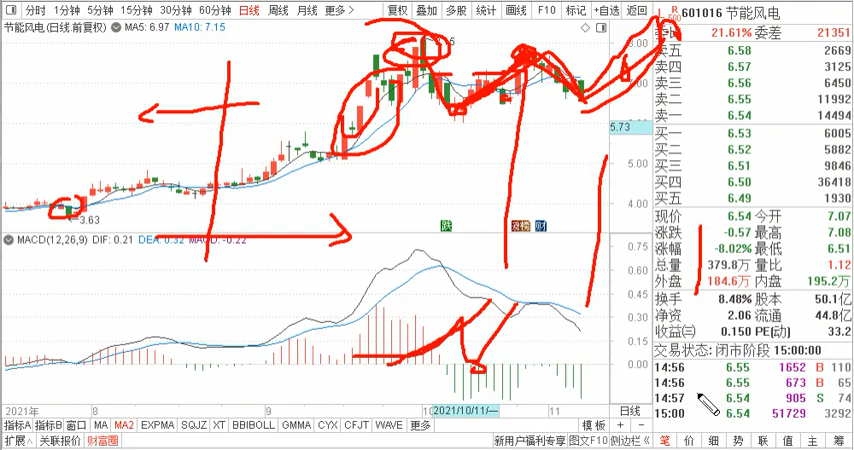 分时 1分钟 5分钟 15分钟 30分钟 60分钟 日线 周线 月线 更多 > 复权 叠加 多股 统计 画线 F10 标记 +自选 返回
L R 601016 节能风电
节能风电 (日线 前复权) MA5: 6.97 MA10: 7.15
21.61% 委差 21351
卖五 6.58 2669
卖四 6.57 3125
卖三 6.56 6450
卖二 6.55 11992
卖一 6.54 14494
买一 6.53 6005
买二 6.52 5882
买三 6.51 9846
买四 6.50 36418
买五 6.49 1930
8.00
5.73
5.00
4.00
←3.63
跌 涨榜 财
现价 6.54 今开 7.07
涨跌 -0.57 最高 7.08
涨幅 -8.02% 最低 6.51
总量 379.8万 量比 1.12
外盘 184.6万 内盘 195.2万
换手 8.48% 股本 50.1亿
净资 2.06 流通 44.8亿
收益㈢ 0.150 PE(动) 33.2
交易状态: 闭市阶段 15:00:00
14:56 6.55 1652 B 110
14:56 6.55 673 B 65
14:57 6.54 905 S 74
15:00 6.54 51729 3292
MACD(12,26,9) DIF: 0.21 DEA: 0.32 MACD: -0.22
0.75
0.60
0.45
0.30
0.15
0.00
2021年 8 9 10 2021/10/11/一 11 日线
指标A 指标B 窗口 MA MA2 EXPMA SQJZ XT BBIBOLL GMMA CYX CFJT WAVE 更多 模板 + -
扩展∧ 关联报价 财富圈 新用户福利专享 图文F10 侧边栏《 笔 价 细 势 联 值 主 筹